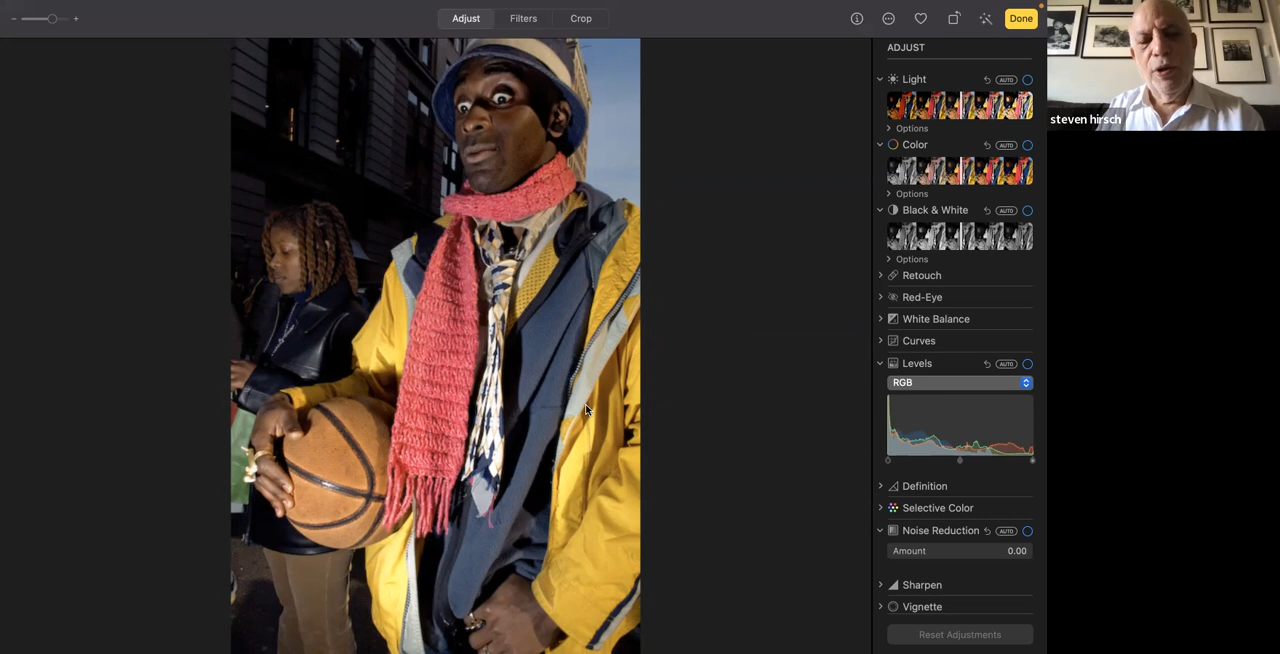 Adjust
Filters
Crop
Done
ADJUST
Light
AUTO
Options
Color
AUTO
Options
Black & White
AUTO
Options
Retouch
Red-Eye
White Balance
Curves
Levels
AUTO
RGB
Definition
Selective Color
Noise Reduction
AUTO
Amount 0.00
Sharpen
Vignette
Reset Adjustments
steven hirsch